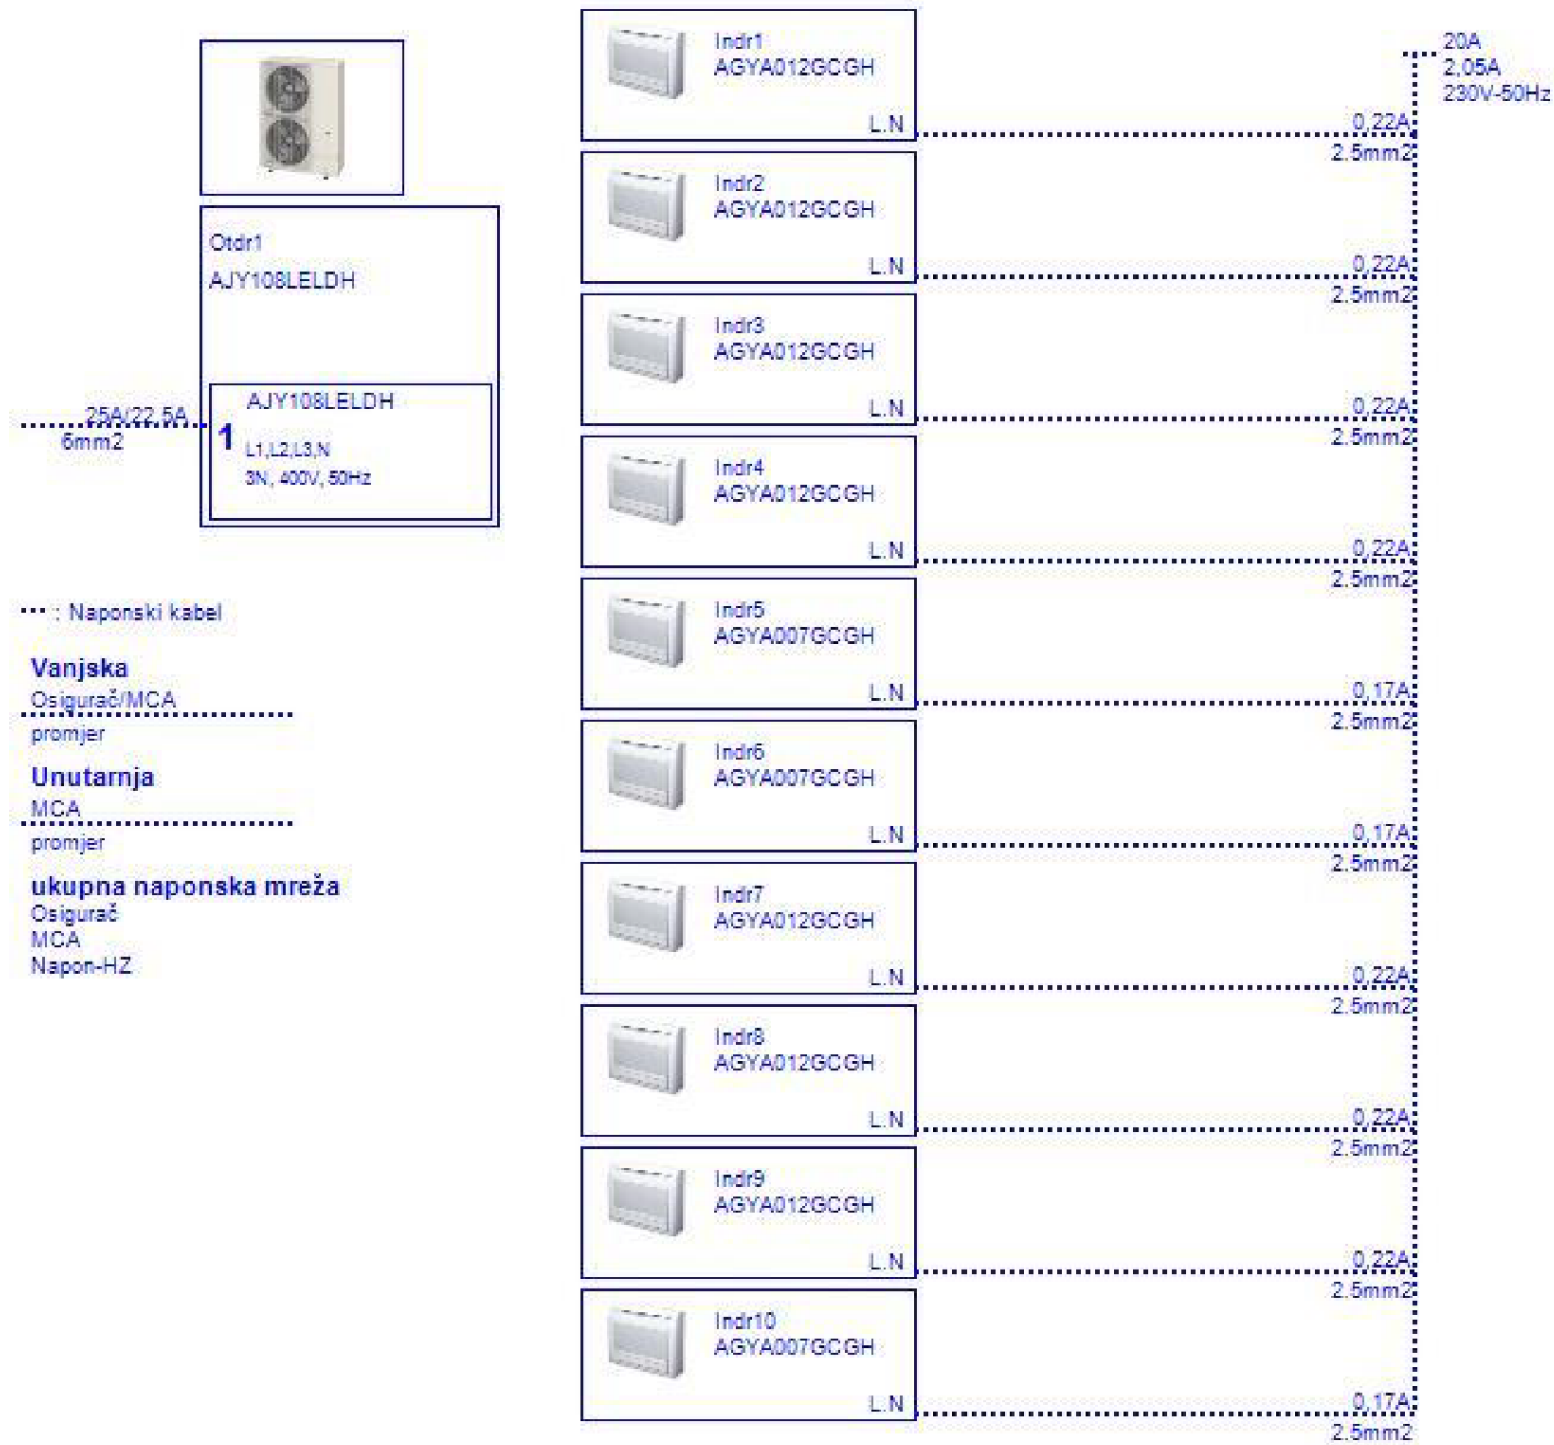 Otdr1
AJY108LELDH
25A/22,5A
6mm2
AJY108LELDH
1
L1,L2,L3,N
3N, 400V, 50Hz
... : Naponski kabel
Vanjska
Osigurač/MCA
promjer
Unutarnja
MCA
promjer
ukupna naponska mreža
Osigurač
MCA
Napon-HZ
Indr1
AGYA012GCGH
L.N
0,22A
2.5mm2
Indr2
AGYA012GCGH
L.N
0,22A
2.5mm2
Indr3
AGYA012GCGH
L.N
0,22A
2.5mm2
Indr4
AGYA012GCGH
L.N
0,22A
2.5mm2
Indr5
AGYA007GCGH
L.N
0,17A
2.5mm2
Indr6
AGYA007GCGH
L.N
0,17A
2.5mm2
Indr7
AGYA012GCGH
L.N
0,22A
2.5mm2
Indr8
AGYA012GCGH
L.N
0,22A
2.5mm2
Indr9
AGYA012GCGH
L.N
0,22A
2.5mm2
Indr10
AGYA007GCGH
L.N
0,17A
2.5mm2
20A
2,05A
230V-50Hz